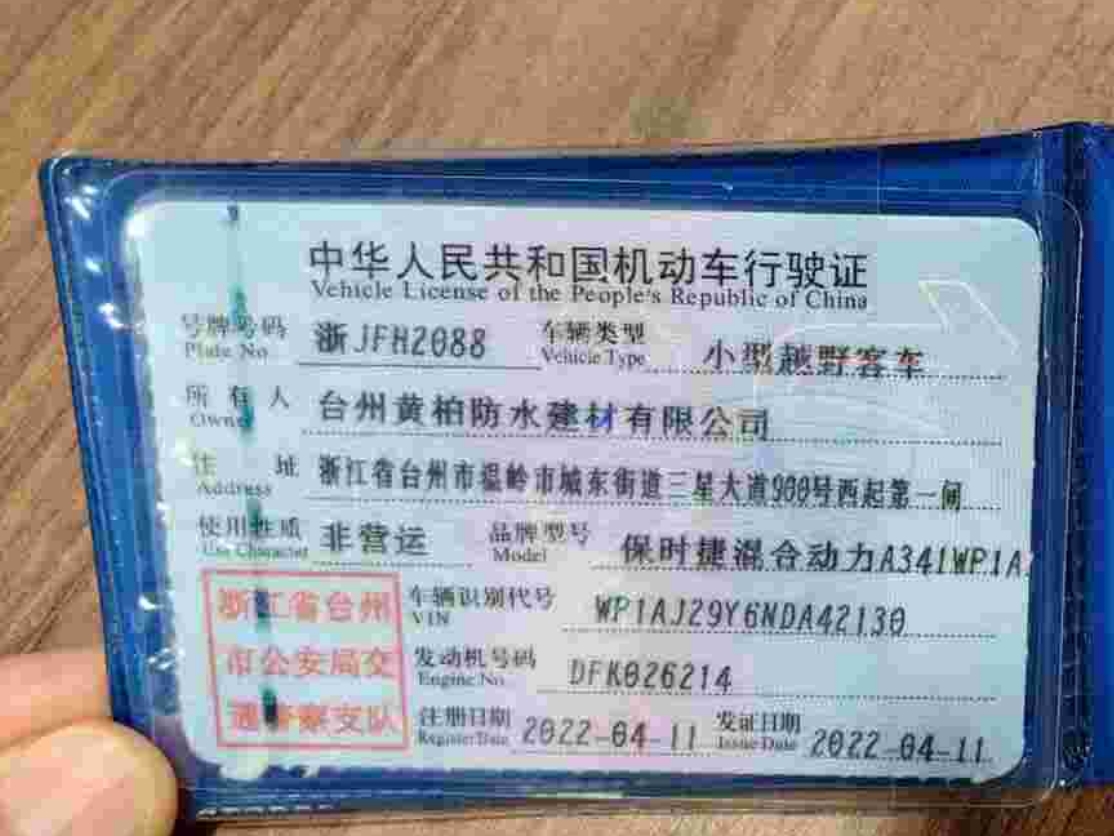 中华人民共和国机动车行驶证
Vehicle License of the People's Republic of China
号牌号码 浙JFH2088 车辆类型 小型越野客车
Plate No Vehicle Type
所有人 台州黄柏防水建材有限公司
Owner
住址 浙江省台州市温岭市城东街道三星大道900号西起第一间
Address
使用性质 非营运 品牌型号 保时捷混合动力A341WP1A
Use Character Model
浙江省台州
市公安局交
通警察支队
车辆识别代号 WP1AJ29Y6NDA42130
VIN
发动机号码 DFK026214
Engine No.
注册日期 2022-04-11 发证日期 2022-04-11
Register Date Issue Date